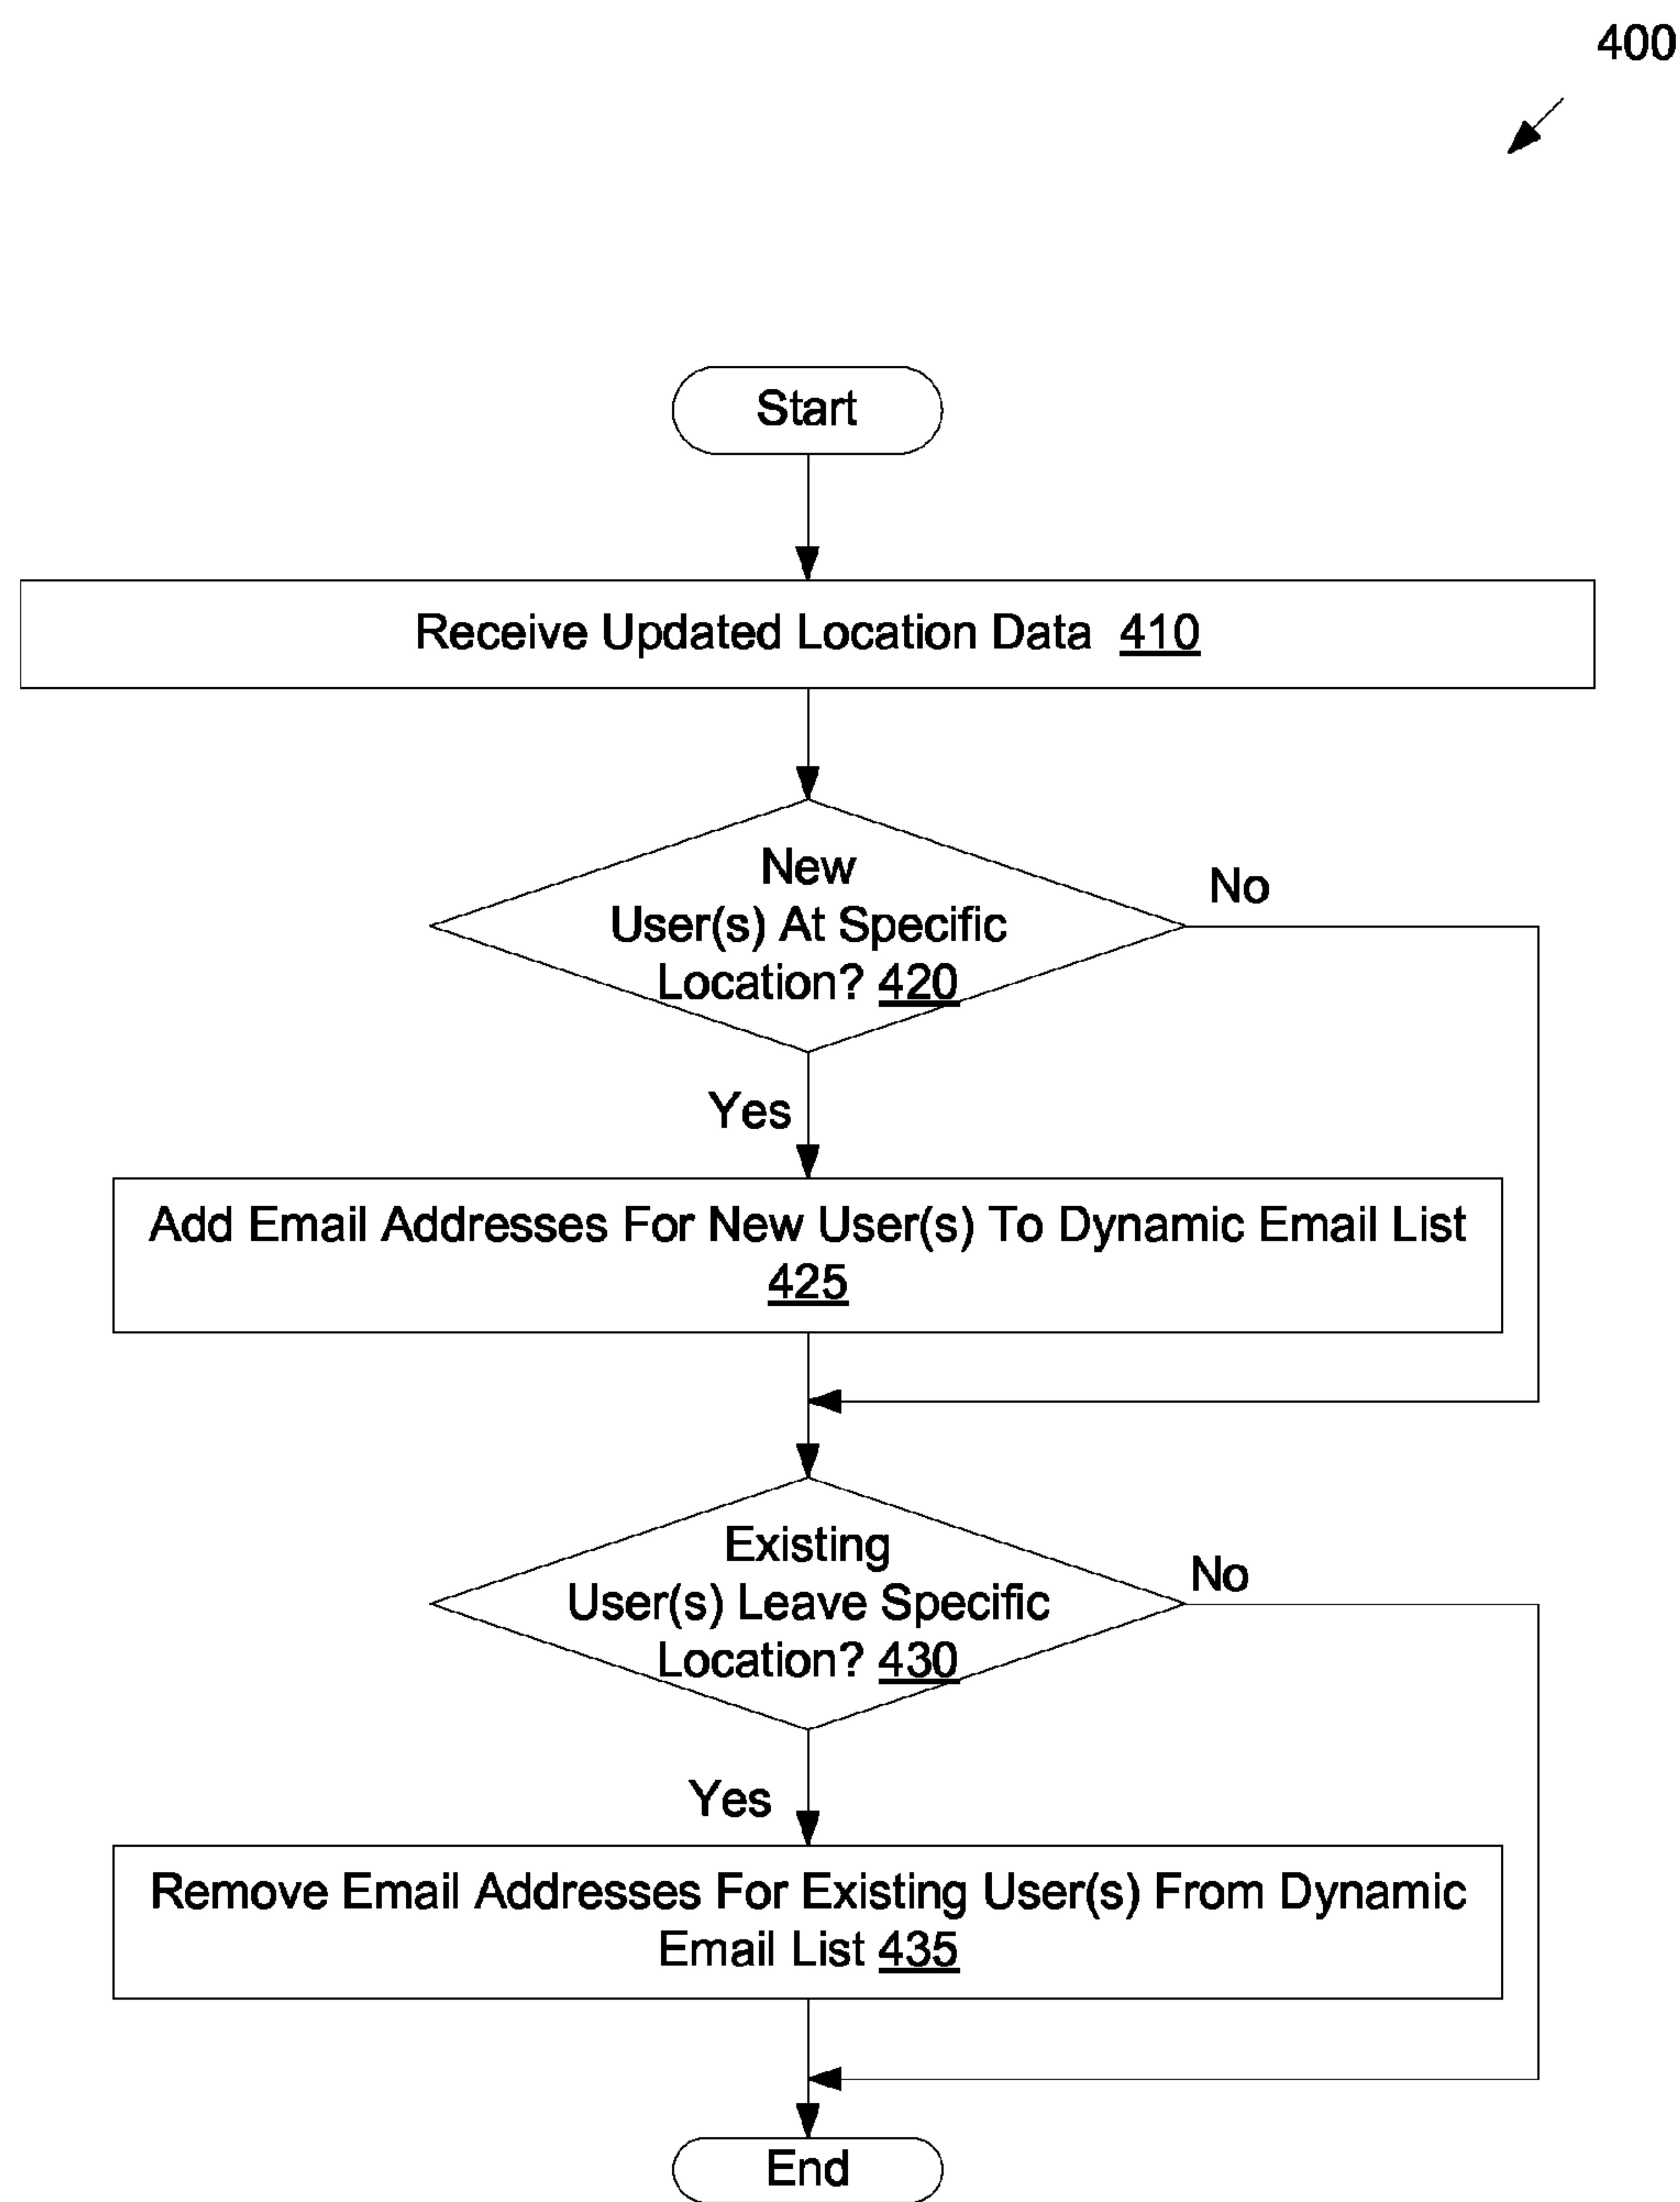 400
Start
Receive Updated Location Data 410
New
User(s) At Specific
Location? 420
No
Yes
Add Email Addresses For New User(s) To Dynamic Email List
425
Existing
User(s) Leave Specific
Location? 430
No
Yes
Remove Email Addresses For Existing User(s) From Dynamic
Email List 435
End